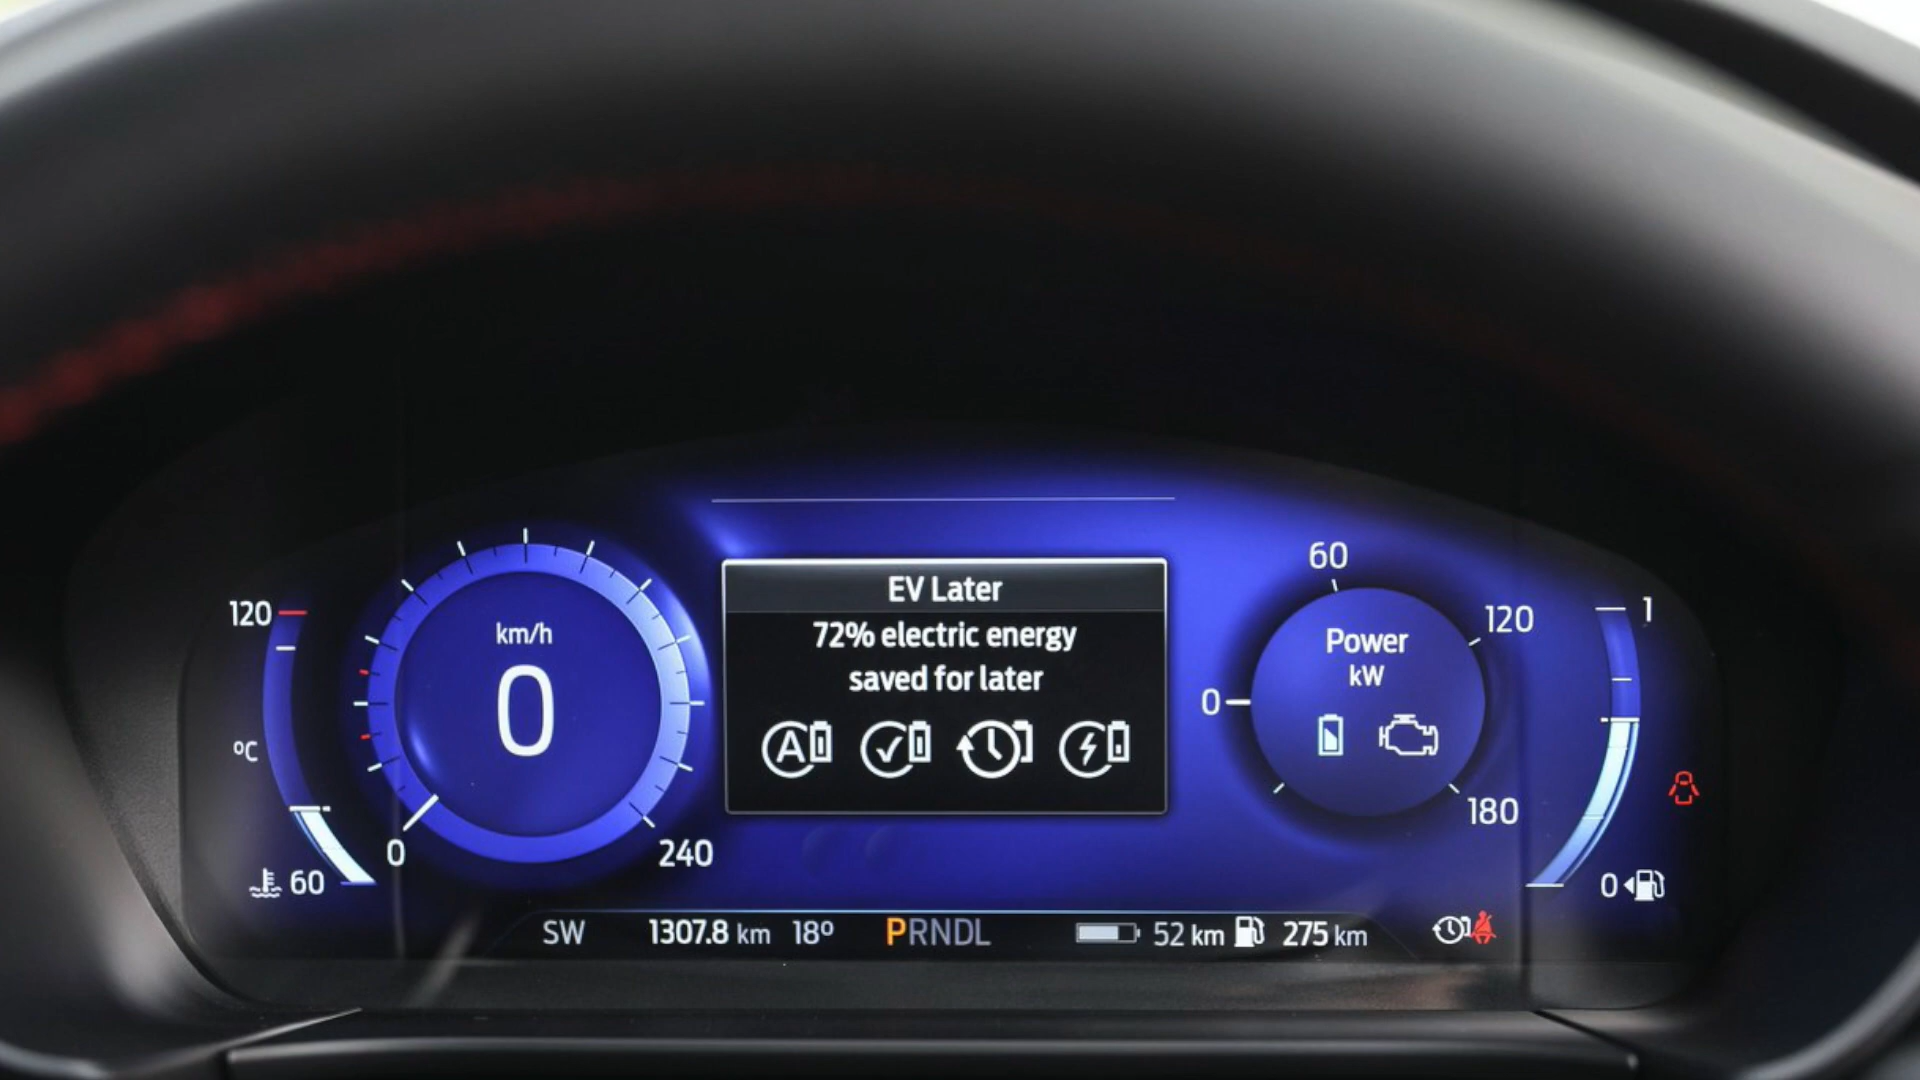 EV Later
72% electric energy
saved for later
A
120
°C
60
km/h
0
0
240
60
0
120
180
Power
kW
1
0
SW 1307.8 km 18° PRNDL 52 km 275 km